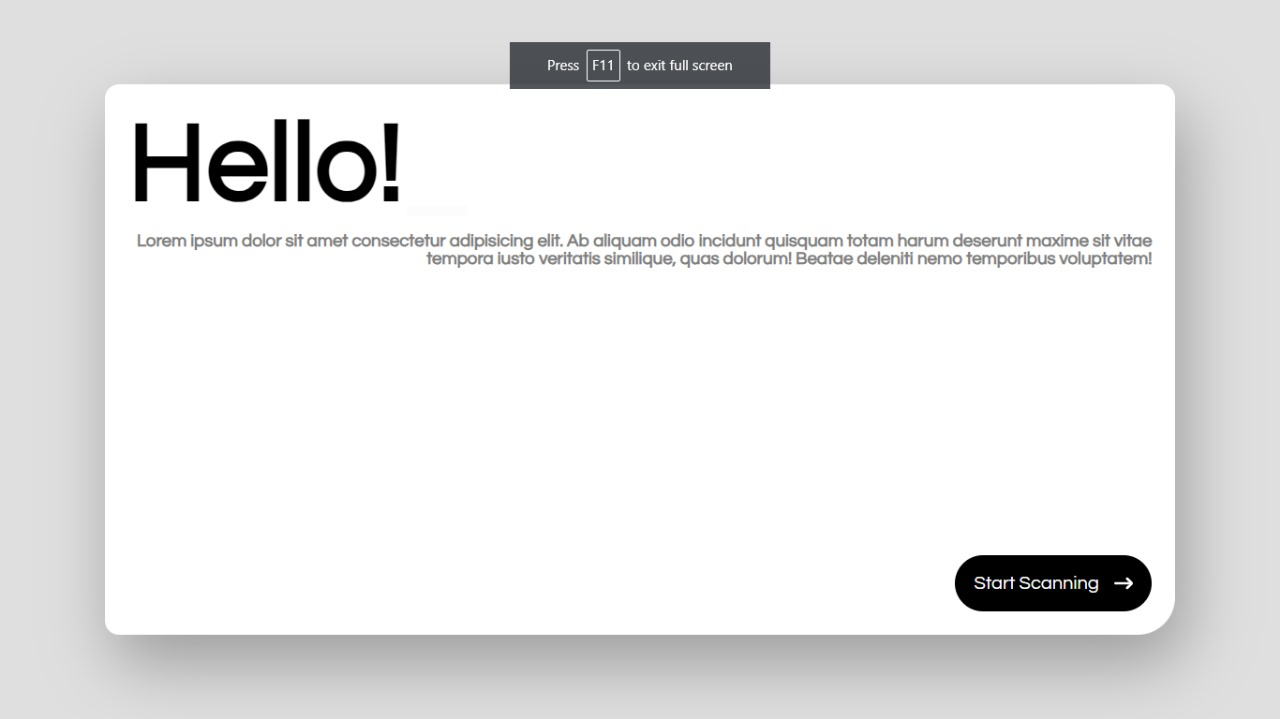 Press F11 to exit full screen
Hello!
Lorem ipsum dolor sit amet consectetur adipisicing elit. Ab aliquam odio incidunt quisquam totam harum deserunt maxime sit vitae
tempora iusto veritatis similique, quas dolorum! Beatae deleniti nemo temporibus voluptatem!
Start Scanning →